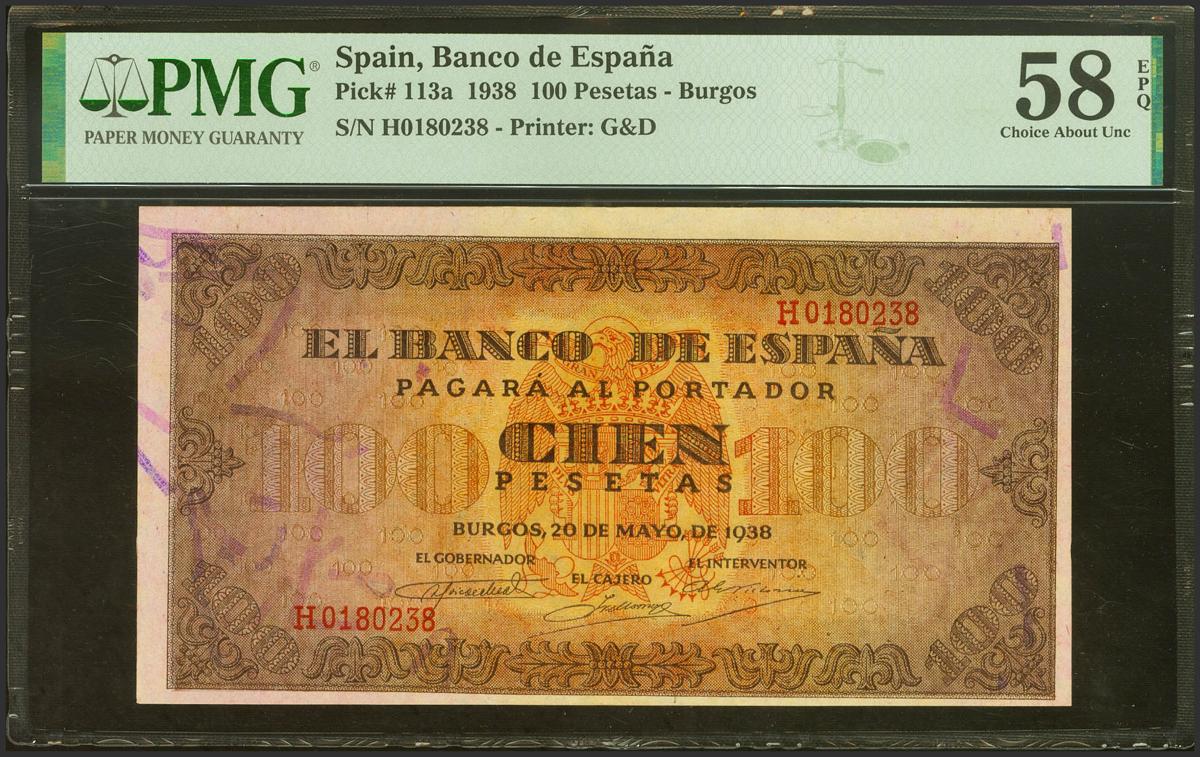 PMG®
PAPER MONEY GUARANTY
Spain, Banco de España
Pick# 113a 1938 100 Pesetas - Burgos
S/N H0180238 - Printer: G&D
58
EPQ
Choice About Unc
H0180238
EL BANCO DE ESPAÑA
PAGARÁ AL PORTADOR
100 CIEN 100
PESETAS
BURGOS, 20 DE MAYO, DE 1938
EL GOBERNADOR
EL CAJERO
EL INTERVENTOR
H0180238